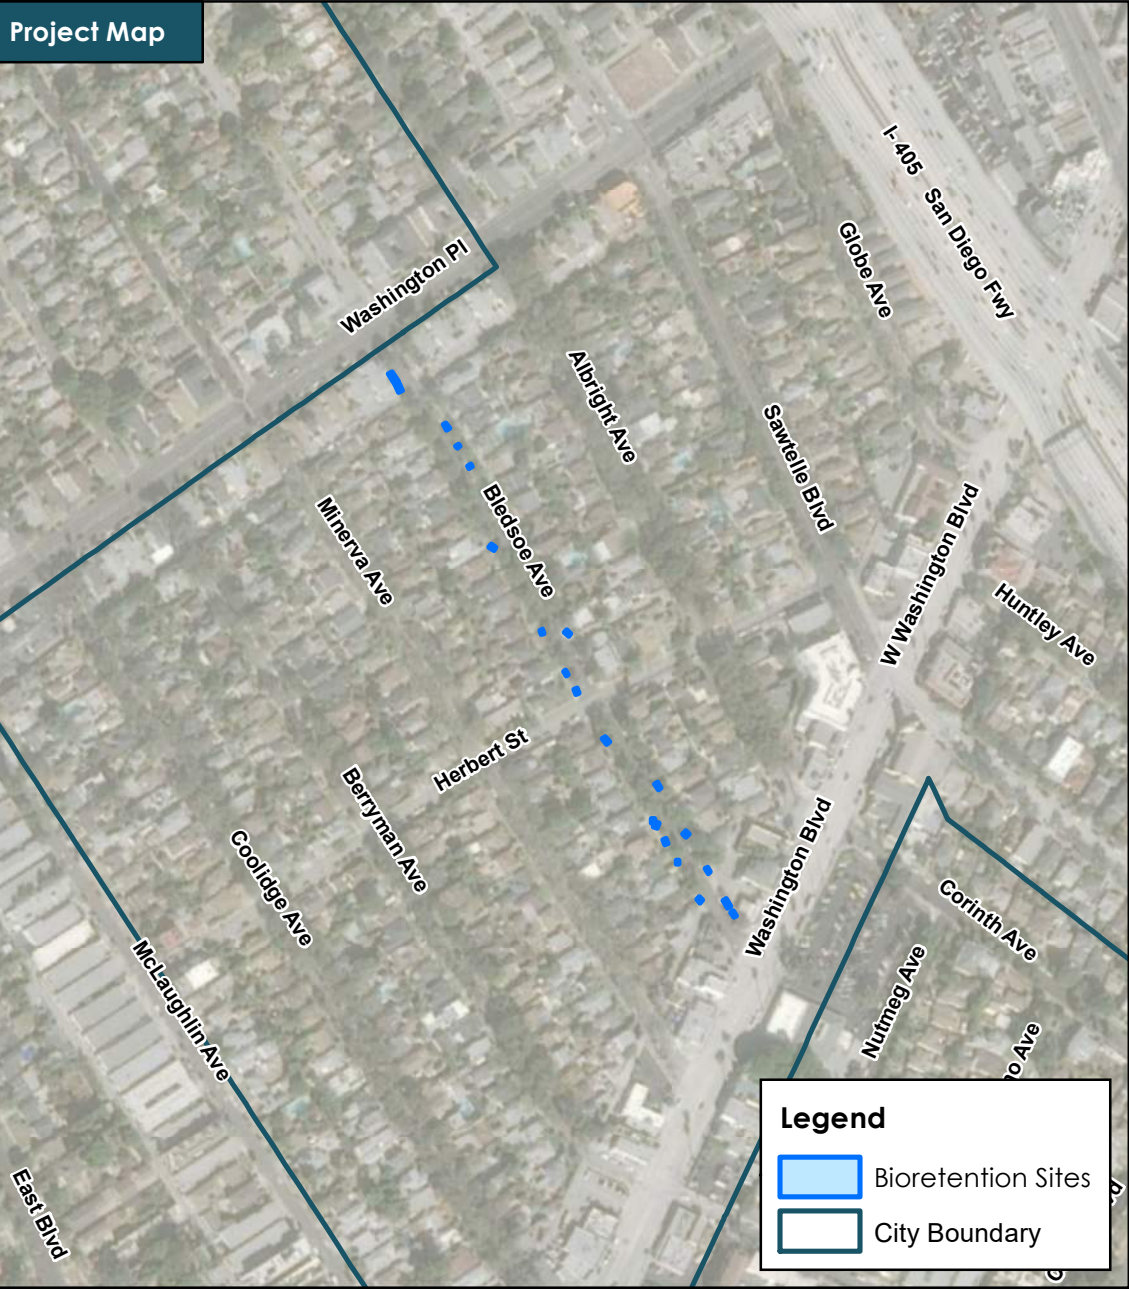 Project Map
I- 405 San Diego Fwy
Globe Ave
Washington Pl
Albright Ave
Sawtelle Blvd
Bledsoe Ave
Minerva Ave
W Washington Blvd
Huntley Ave
Herbert St
Berryman Ave
Washington Blvd
Coolidge Ave
Corinth Ave
McLaughlin Ave
Nutmeg Ave
Ave
East Blvd
Legend
Bioretention Sites
City Boundary